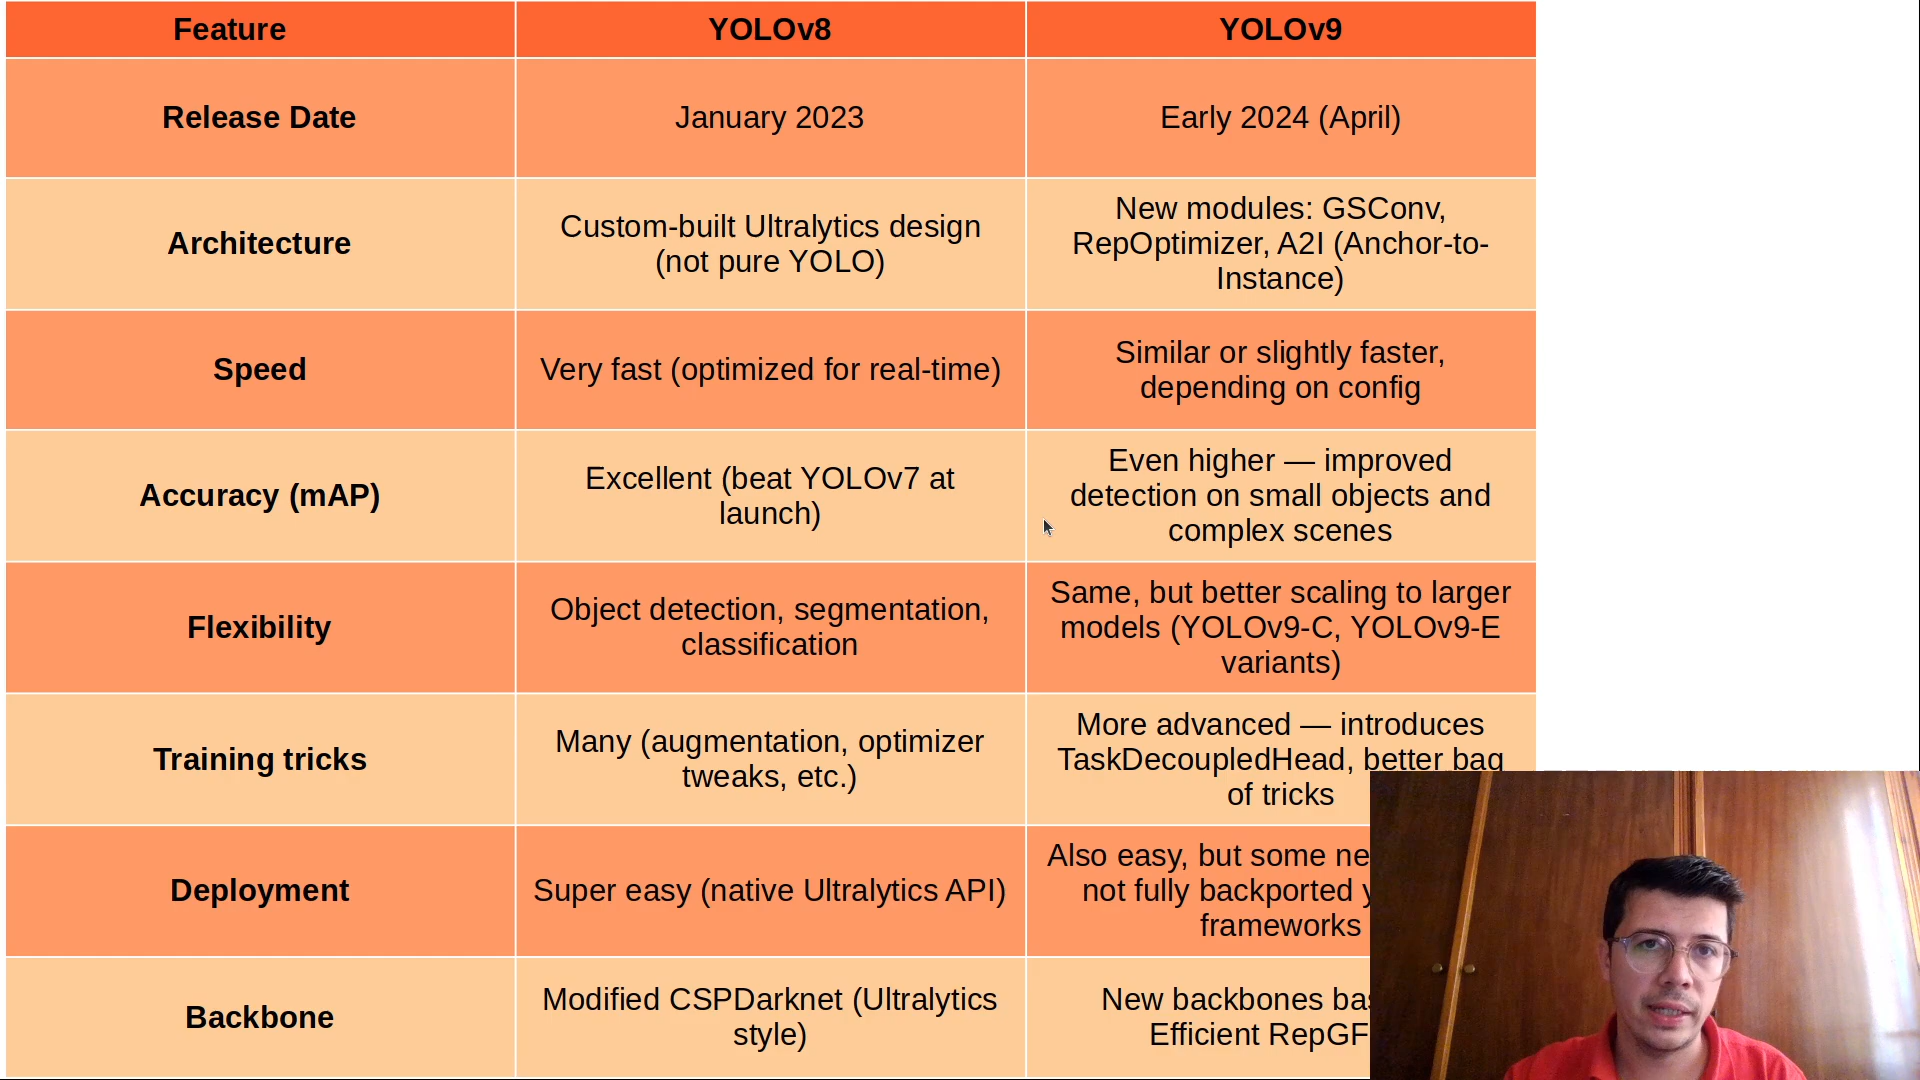 Feature
YOLOv8
YOLOv9
Release Date
January 2023
Early 2024 (April)
Architecture
Custom-built Ultralytics design
(not pure YOLO)
New modules: GSConv,
RepOptimizer, A2I (Anchor-to-
Instance)
Speed
Very fast (optimized for real-time)
Similar or slightly faster,
depending on config
Accuracy (mAP)
Excellent (beat YOLOv7 at
launch)
Even higher — improved
detection on small objects and
complex scenes
Flexibility
Object detection, segmentation,
classification
Same, but better scaling to larger
models (YOLOv9-C, YOLOv9-E
variants)
Training tricks
Many (augmentation, optimizer
tweaks, etc.)
More advanced — introduces
TaskDecoupledHead, better bag
of tricks
Deployment
Super easy (native Ultralytics API)
Also easy, but some
not fully backported
frameworks
Backbone
Modified CSPDarknet (Ultralytics
style)
New backbones
Efficient